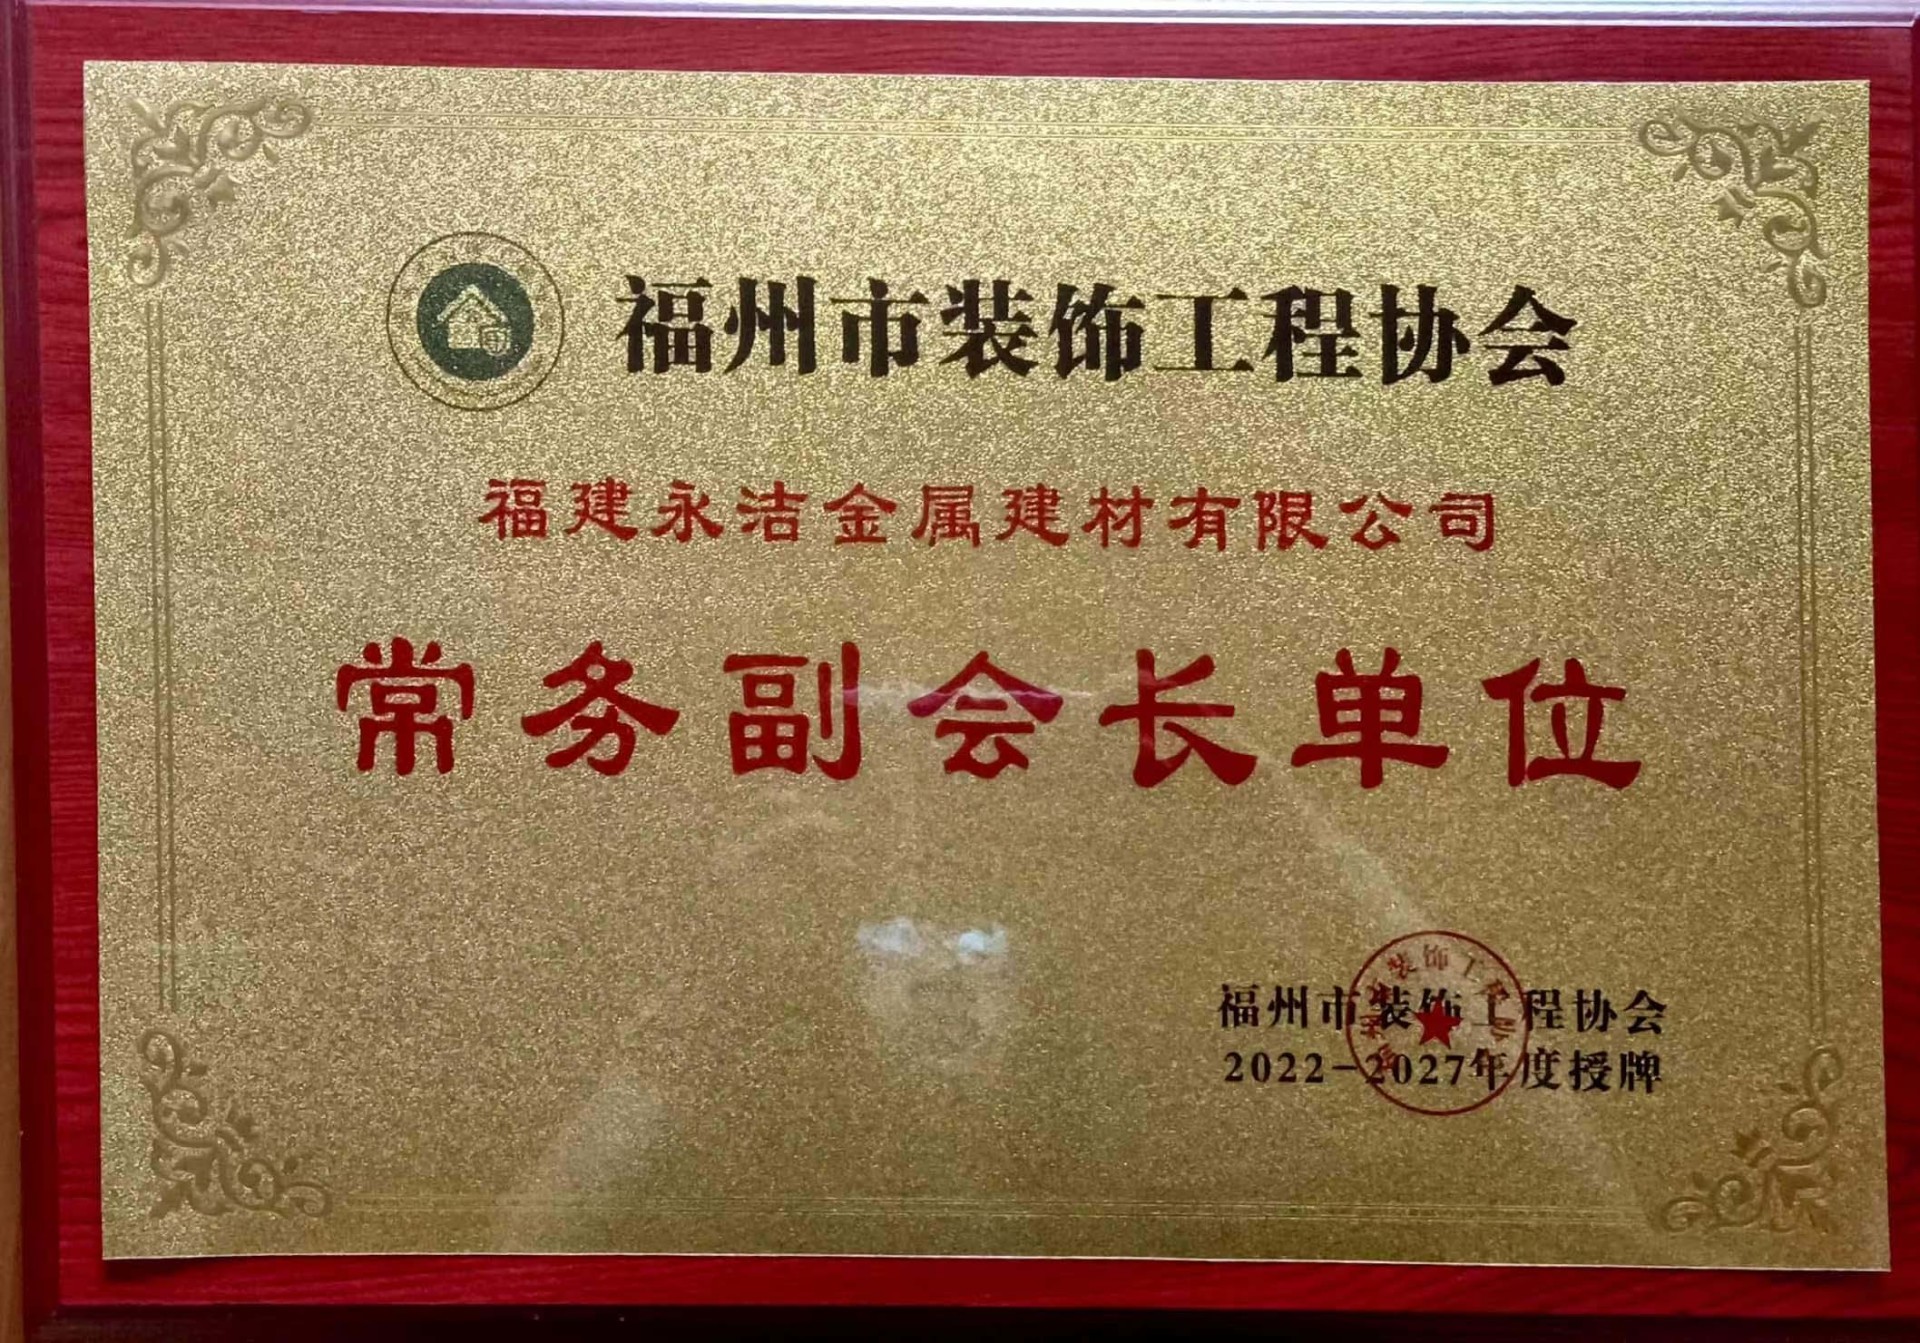 福州市装饰工程协会
福建永洁金属建材有限公司
常务副会长单位
福州市装饰工程协会
2022-2027年度授牌